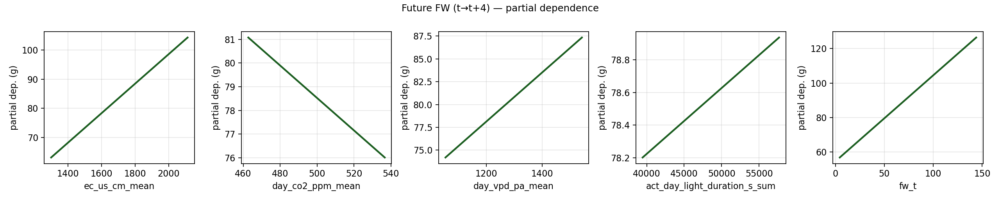 Future FW (t→t+4) — partial dependence
partial dep. (g)
100
90
80
70
1400 1600 1800 2000
ec_us_cm_mean
partial dep. (g)
81
80
79
78
77
76
460 480 500 520 540
day_co2_ppm_mean
partial dep. (g)
87.5
85.0
82.5
80.0
77.5
75.0
1200 1400
day_vpd_pa_mean
partial dep. (g)
78.8
78.6
78.4
78.2
40000 45000 50000 55000
act_day_light_duration_s_sum
partial dep. (g)
120
100
80
60
0 50 100 150
fw_t